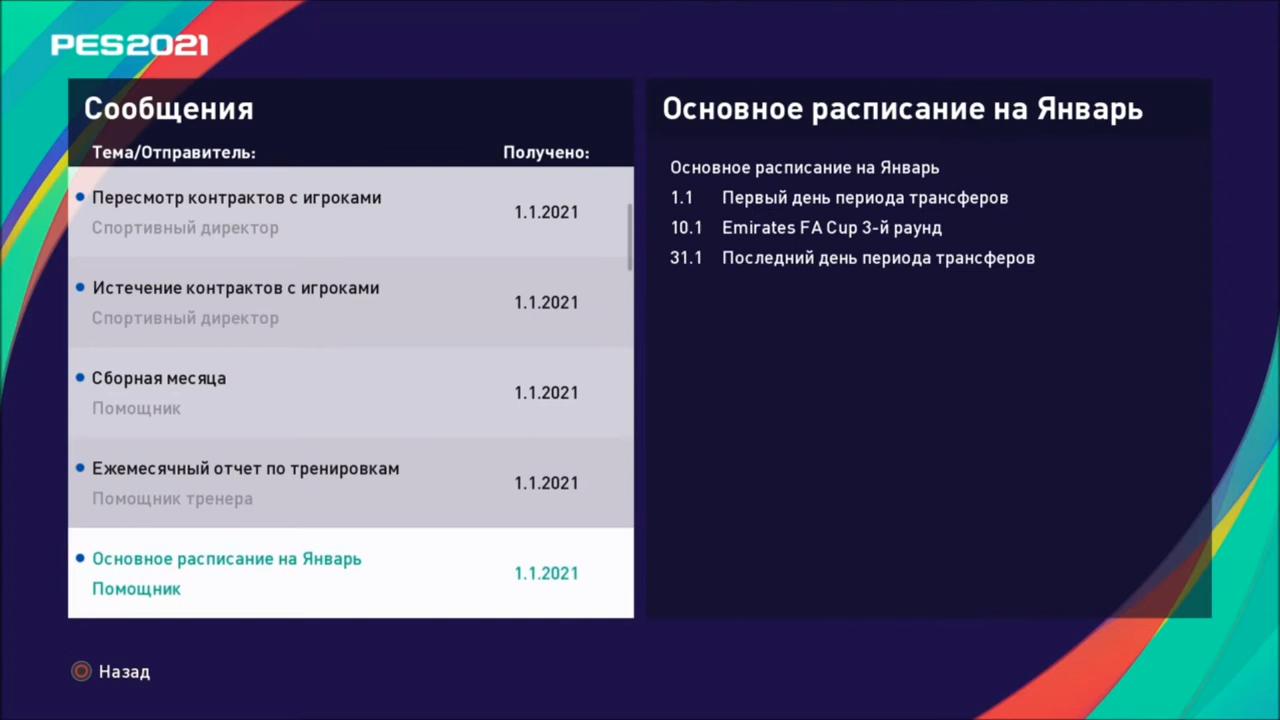 PES2021
Сообщения
Тема/Отправитель: Получено:
Пересмотр контрактов с игроками
Спортивный директор
1.1.2021
Истечение контрактов с игроками
Спортивный директор
1.1.2021
Сборная месяца
Помощник
1.1.2021
Ежемесячный отчет по тренировкам
Помощник тренера
1.1.2021
Основное расписание на Январь
Помощник
1.1.2021
Основное расписание на Январь
Основное расписание на Январь
1.1 Первый день периода трансферов
10.1 Emirates FA Cup 3-й раунд
31.1 Последний день периода трансферов
Назад